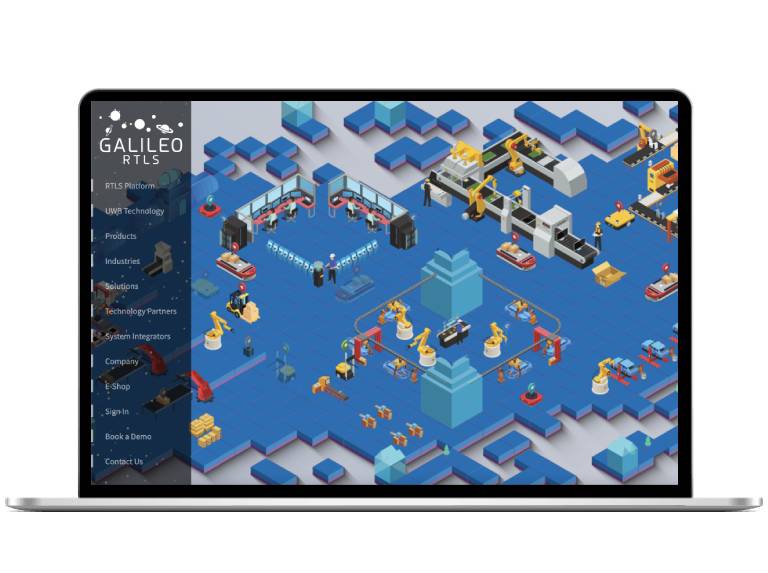 GALILEO
RTLS
RTLS Platform
UWB Technology
Products
Industries
Solutions
Technology Partners
System Integrators
Company
E-Shop
Sign In
Book a Demo
Contact Us